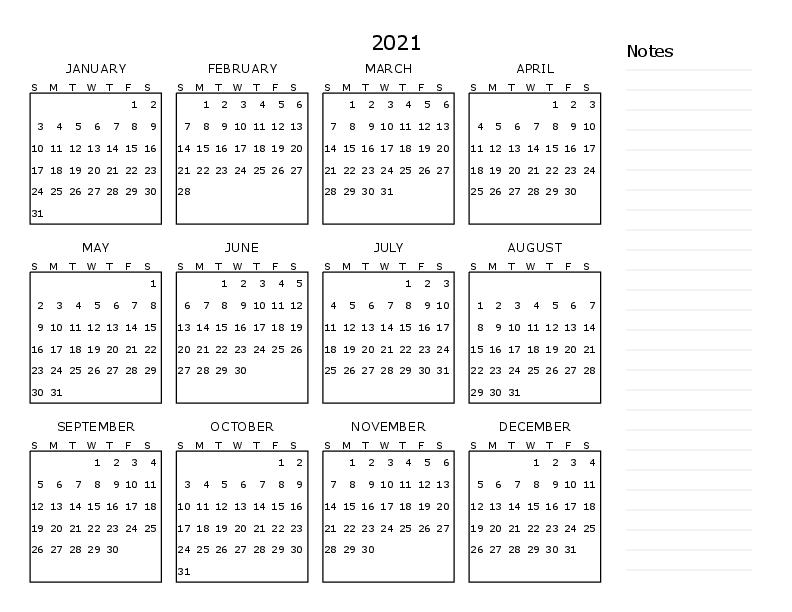 2021
Notes
JANUARY FEBRUARY MARCH APRIL
S M T W T F S S M T W T F S S M T W T F S S M T W T F S
1 2 1 2 3 4 5 6 1 2 3 4 5 6 1 2 3
3 4 5 6 7 8 9 7 8 9 10 11 12 13 7 8 9 10 11 12 13 4 5 6 7 8 9 10
10 11 12 13 14 15 16 14 15 16 17 18 19 20 14 15 16 17 18 19 20 11 12 13 14 15 16 17
17 18 19 20 21 22 23 21 22 23 24 25 26 27 21 22 23 24 25 26 27 18 19 20 21 22 23 24
24 25 26 27 28 29 30 28 28 29 30 31 25 26 27 28 29 30
31
MAY JUNE JULY AUGUST
S M T W T F S S M T W T F S S M T W T F S S M T W T F S
1 1 2 3 4 5 1 2 3
2 3 4 5 6 7 8 6 7 8 9 10 11 12 4 5 6 7 8 9 10 1 2 3 4 5 6 7
9 10 11 12 13 14 15 13 14 15 16 17 18 19 11 12 13 14 15 16 17 8 9 10 11 12 13 14
16 17 18 19 20 21 22 20 21 22 23 24 25 26 18 19 20 21 22 23 24 15 16 17 18 19 20 21
23 24 25 26 27 28 29 27 28 29 30 25 26 27 28 29 30 31 22 23 24 25 26 27 28
30 31 29 30 31
SEPTEMBER OCTOBER NOVEMBER DECEMBER
S M T W T F S S M T W T F S S M T W T F S S M T W T F S
1 2 3 4 1 2 1 2 3 4 5 6 1 2 3 4
5 6 7 8 9 10 11 3 4 5 6 7 8 9 7 8 9 10 11 12 13 5 6 7 8 9 10 11
12 13 14 15 16 17 18 10 11 12 13 14 15 16 14 15 16 17 18 19 20 12 13 14 15 16 17 18
19 20 21 22 23 24 25 17 18 19 20 21 22 23 21 22 23 24 25 26 27 19 20 21 22 23 24 25
26 27 28 29 30 24 25 26 27 28 29 30 28 29 30 26 27 28 29 30 31
31